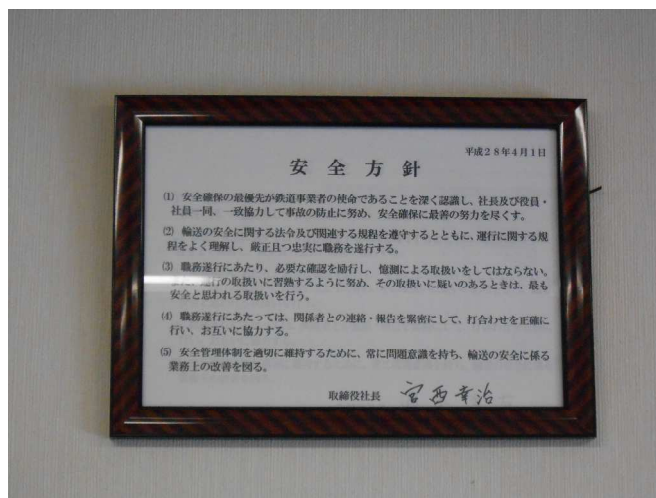 平成28年4月1日
安全方針
(1) 安全確保の最優先が鉄道事業者の使命であることを深く認識し、社長及び役員・
社員一同、一致協力して事故の防止に努め、安全確保に最善の努力を尽くす。
(2) 輸送の安全に関する法令及び関連する規程を遵守するとともに、運行に関する規
程をよく理解し、厳正且つ忠実に職務を遂行する。
(3) 職務遂行にあたり、必要な確認を励行し、憶測による取扱いをしてはならない。
また、運行の取扱いに習熟するように努め、その取扱いに疑いのあるときは、最も
安全と思われる取扱いを行う。
(4) 職務遂行にあたっては、関係者との連絡・報告を緊密にして、打合わせを正確に
行い、お互いに協力する。
(5) 安全管理体制を適切に維持するために、常に問題意識を持ち、輸送の安全に係る
業務上の改善を図る。
取締役社長 宮西幸治